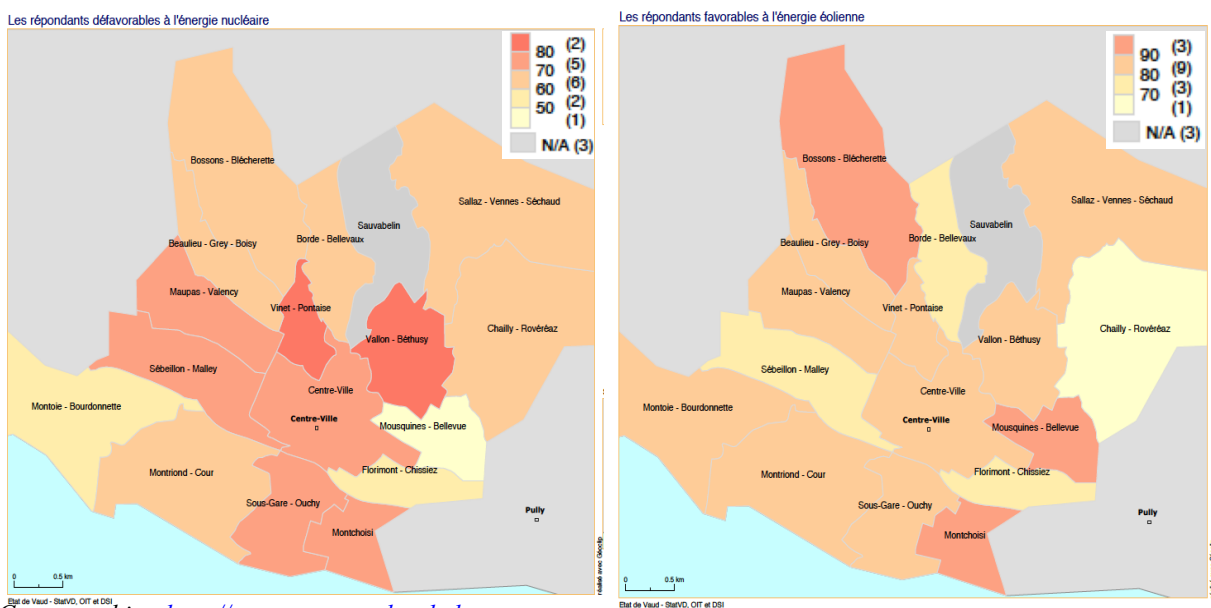 Les répondants défavorables à l'énergie nucléaire
80 (2)
70 (5)
60 (6)
50 (2)
(1)
N/A (3)
Bossons - Blécherette
Sallaz - Vennes - Séchaud
Sauvabelin
Beaulieu - Grey - Boisy
Borde - Bellevaux
Maupas - Valency
Vinet - Pontaise
Chailly - Rovéréaz
Vallon - Béthusy
Sébeillon - Malley
Centre-Ville
Montoie - Bourdonnette
Centre-Ville
Mousquines - Bellevue
Montriond - Cour
Florimont - Chissiez
Sous-Gare - Ouchy
Pully
Montchoisi
0 0.5 km
réalisé avec Géoclip
Etat de Vaud - StatVD, OIT et DSI
Les répondants favorables à l'énergie éolienne
90 (3)
80 (9)
70 (3)
(1)
N/A (3)
Bossons - Blécherette
Sallaz - Vennes - Séchaud
Sauvabelin
Beaulieu - Grey - Boisy
Borde - Bellevaux
Maupas - Valency
Vinet - Pontaise
Chailly - Rovéréaz
Vallon - Béthusy
Sébeillon - Malley
Centre-Ville
Montoie - Bourdonnette
Centre-Ville
Mousquines - Bellevue
Montriond - Cour
Florimont - Chissiez
Sous-Gare - Ouchy
Pully
Montchoisi
0 0.5 km
Etat de Vaud - StatVD, OIT et DSI